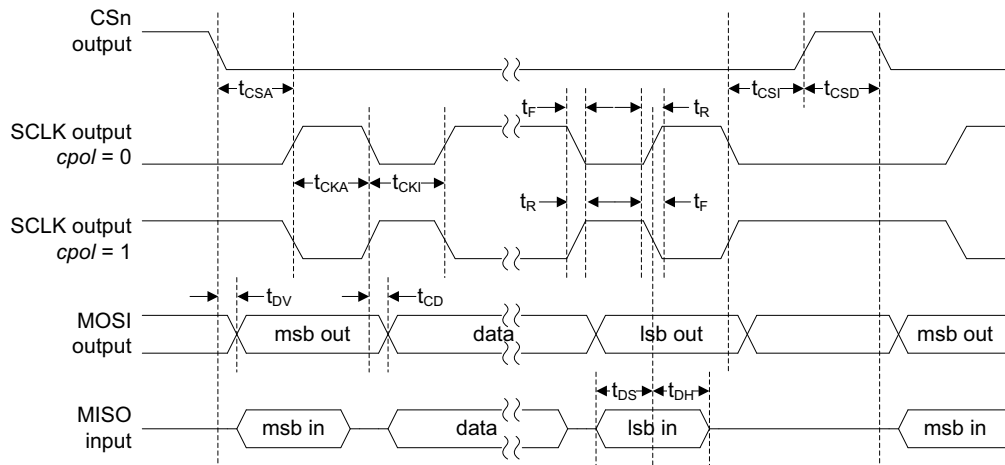 CSn
output
tCSA
tCSI
tCSD
tF
tR
SCLK output
cpol = 0
tCKA
tCKI
tR
tF
SCLK output
cpol = 1
tDV
tCD
MOSI
output
msb out
data
lsb out
msb out
tDS
tDH
MISO
input
msb in
data
lsb in
msb in